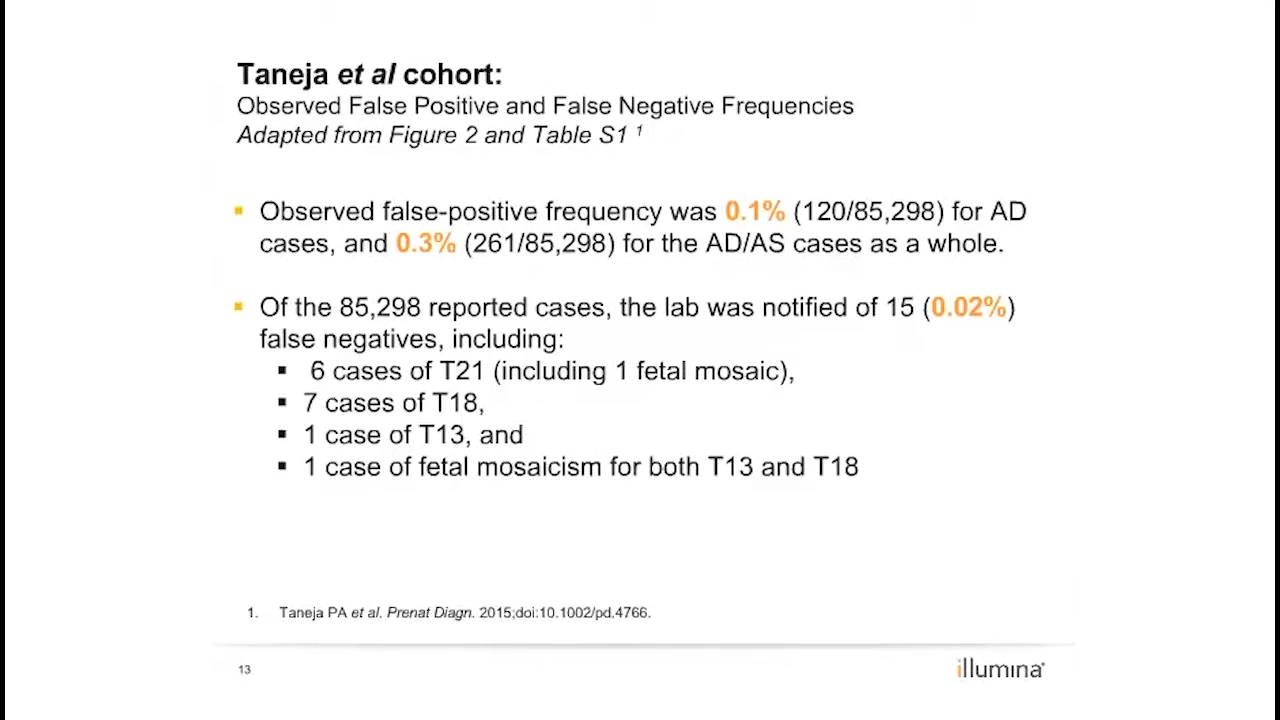 Taneja et al cohort:
Observed False Positive and False Negative Frequencies
Adapted from Figure 2 and Table S1 1
▪ Observed false-positive frequency was 0.1% (120/85,298) for AD
cases, and 0.3% (261/85,298) for the AD/AS cases as a whole.
▪ Of the 85,298 reported cases, the lab was notified of 15 (0.02%)
false negatives, including:
▪ 6 cases of T21 (including 1 fetal mosaic),
▪ 7 cases of T18,
▪ 1 case of T13, and
▪ 1 case of fetal mosaicism for both T13 and T18
1. Taneja PA et al. Prenat Diagn. 2015;doi:10.1002/pd.4766.
13
illumina